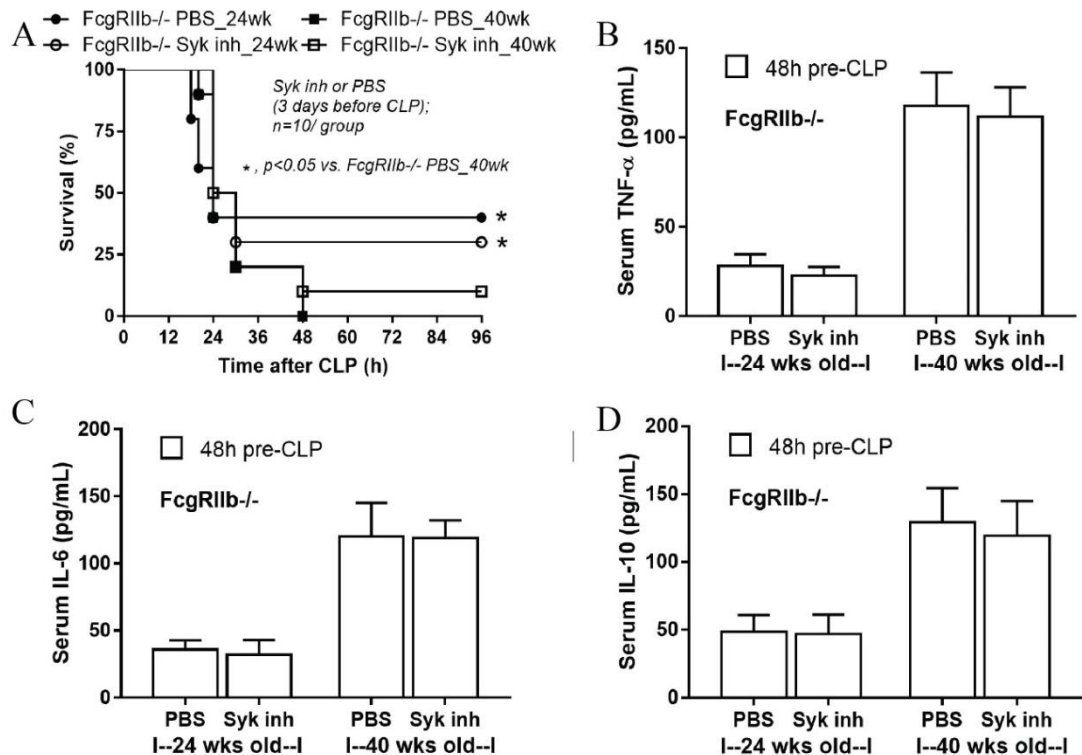 A
FcgRIIb-/- PBS_24wk
FcgRIIb-/- PBS_40wk
FcgRIIb-/- Syk inh_24wk
FcgRIIb-/- Syk inh_40wk
Survival (%)
100
75
50
25
0
Syk inh or PBS
(3 days before CLP);
n=10/ group
*, p<0.05 vs. FcgRIIb-/- PBS_40wk
*
*
0 12 24 36 48 60 72 84 96
Time after CLP (h)
B
Serum TNF-α (pg/mL)
150
100
50
0
48h pre-CLP
FcgRIIb-/-
PBS Syk inh PBS Syk inh
I--24 wks old--I I--40 wks old--I
C
Serum IL-6 (pg/mL)
200
150
100
50
0
48h pre-CLP
FcgRIIb-/-
PBS Syk inh PBS Syk inh
I--24 wks old--I I--40 wks old--I
D
Serum IL-10 (pg/mL)
200
150
100
50
0
48h pre-CLP
FcgRIIb-/-
PBS Syk inh PBS Syk inh
I--24 wks old--I I--40 wks old--I